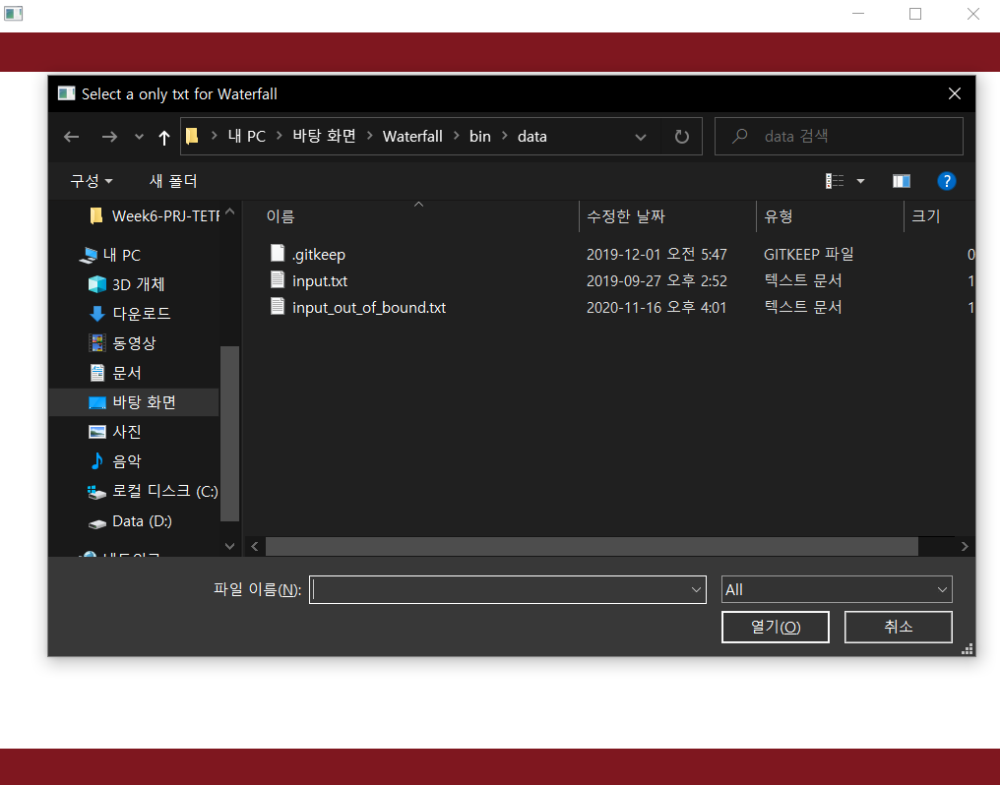 Select a only txt for Waterfall
내 PC 바탕 화면 Waterfall bin data
data 검색
구성
새 폴더
?
Week6-PRJ-TETF
내 PC
3D 개체
다운로드
동영상
문서
바탕 화면
사진
음악
로컬 디스크 (C:)
Data (D:)
이름 수정한 날짜 유형 크기
.gitkeep 2019-12-01 오전 5:47 GITKEEP 파일 0
input.txt 2019-09-27 오후 2:52 텍스트 문서 1
input_out_of_bound.txt 2020-11-16 오후 4:01 텍스트 문서 1
파일 이름(N):
All
열기(O)
취소